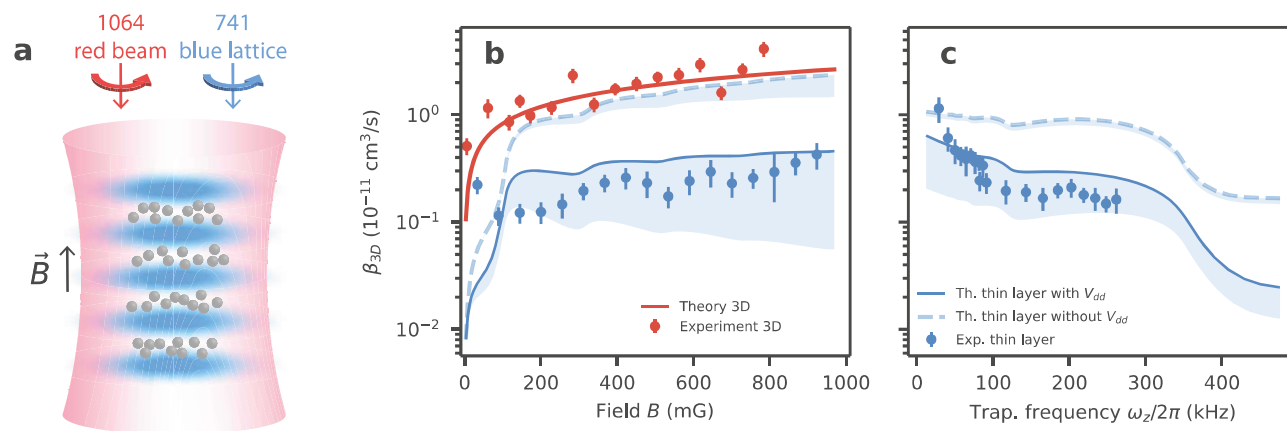 a
1064
red beam
741
blue lattice
B
b
β3D (10⁻¹¹ cm³/s)
10⁰
10⁻¹
10⁻²
Theory 3D
Experiment 3D
0
200
400
600
800
1000
Field B (mG)
c
Th. thin layer with Vdd
Th. thin layer without Vdd
Exp. thin layer
0
100
200
300
400
Trap. frequency ωz/2π (kHz)